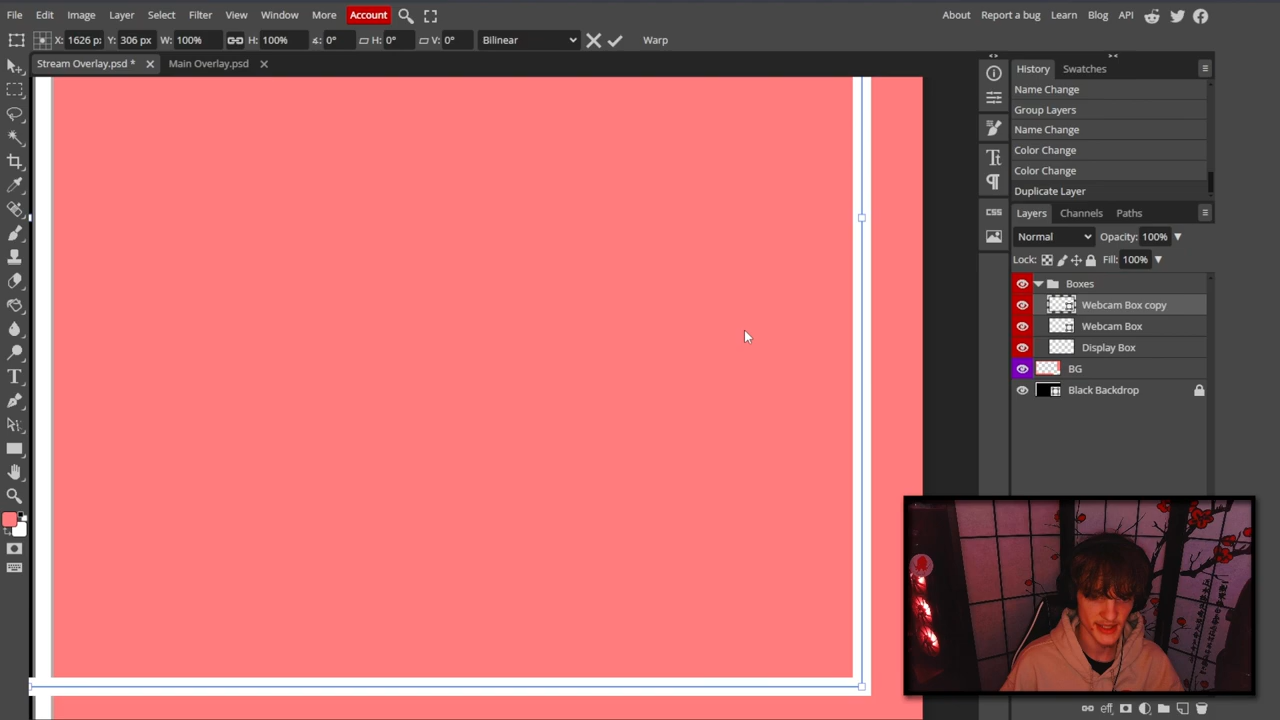 File Edit Image Layer Select Filter View Window More Account About Report a bug Learn Blog API
X: 1626 p: Y: 306 px W: 100% H: 100% ∡: 0° H: 0° V: 0° Bilinear Warp
Stream Overlay.psd * Main Overlay.psd
History Swatches
Name Change
Group Layers
Name Change
Color Change
Color Change
Duplicate Layer
CSS
Layers Channels Paths
Normal Opacity: 100%
Lock: Fill: 100%
Boxes
Webcam Box copy
Webcam Box
Display Box
BG
Black Backdrop
eff